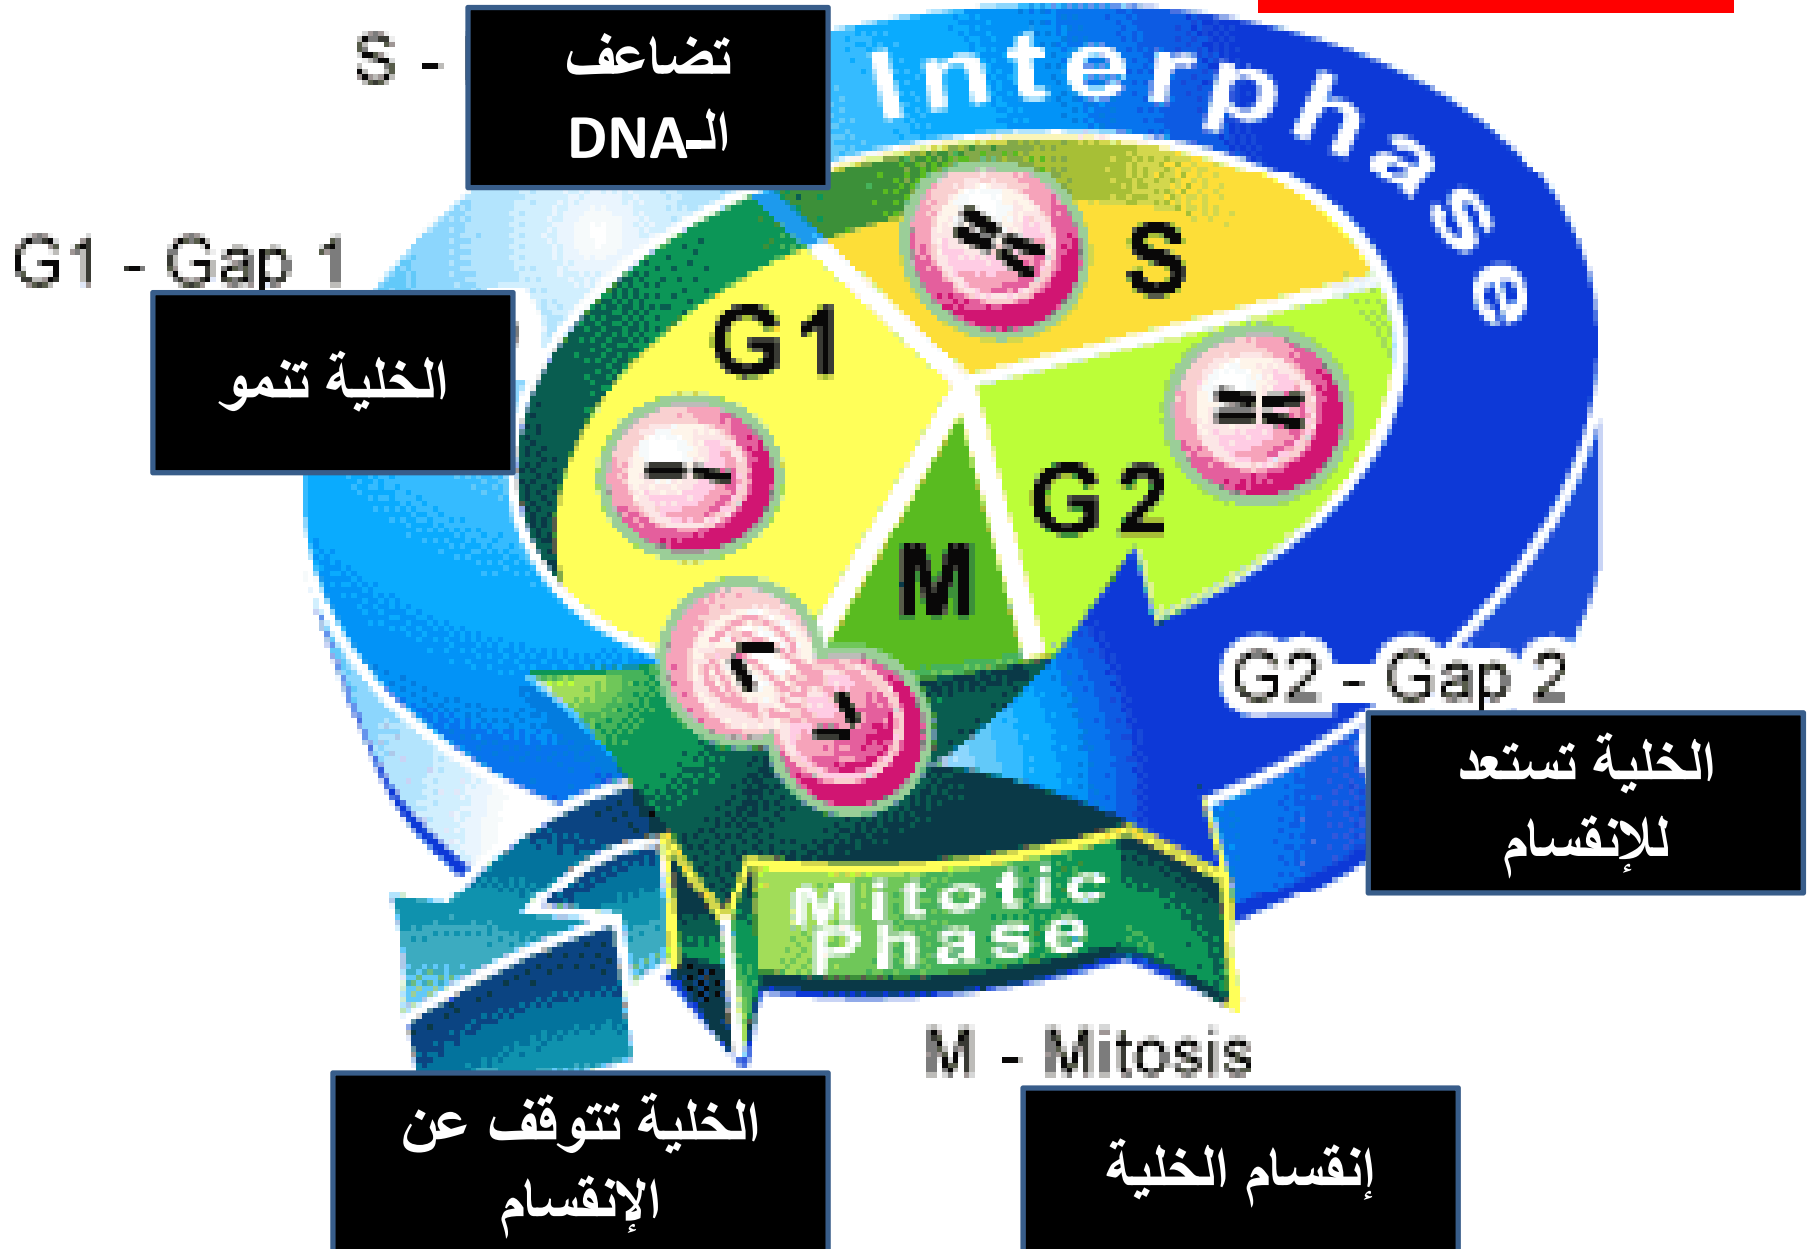 S -
تضاعف
الـDNA
Interphase
G1 - Gap 1
الخلية تنمو
S
G1
G2
M
G2 - Gap 2
الخلية تستعد
للإنقسام
Mitotic
Phase
M - Mitosis
الخلية تتوقف عن
الإنقسام
إنقسام الخلية